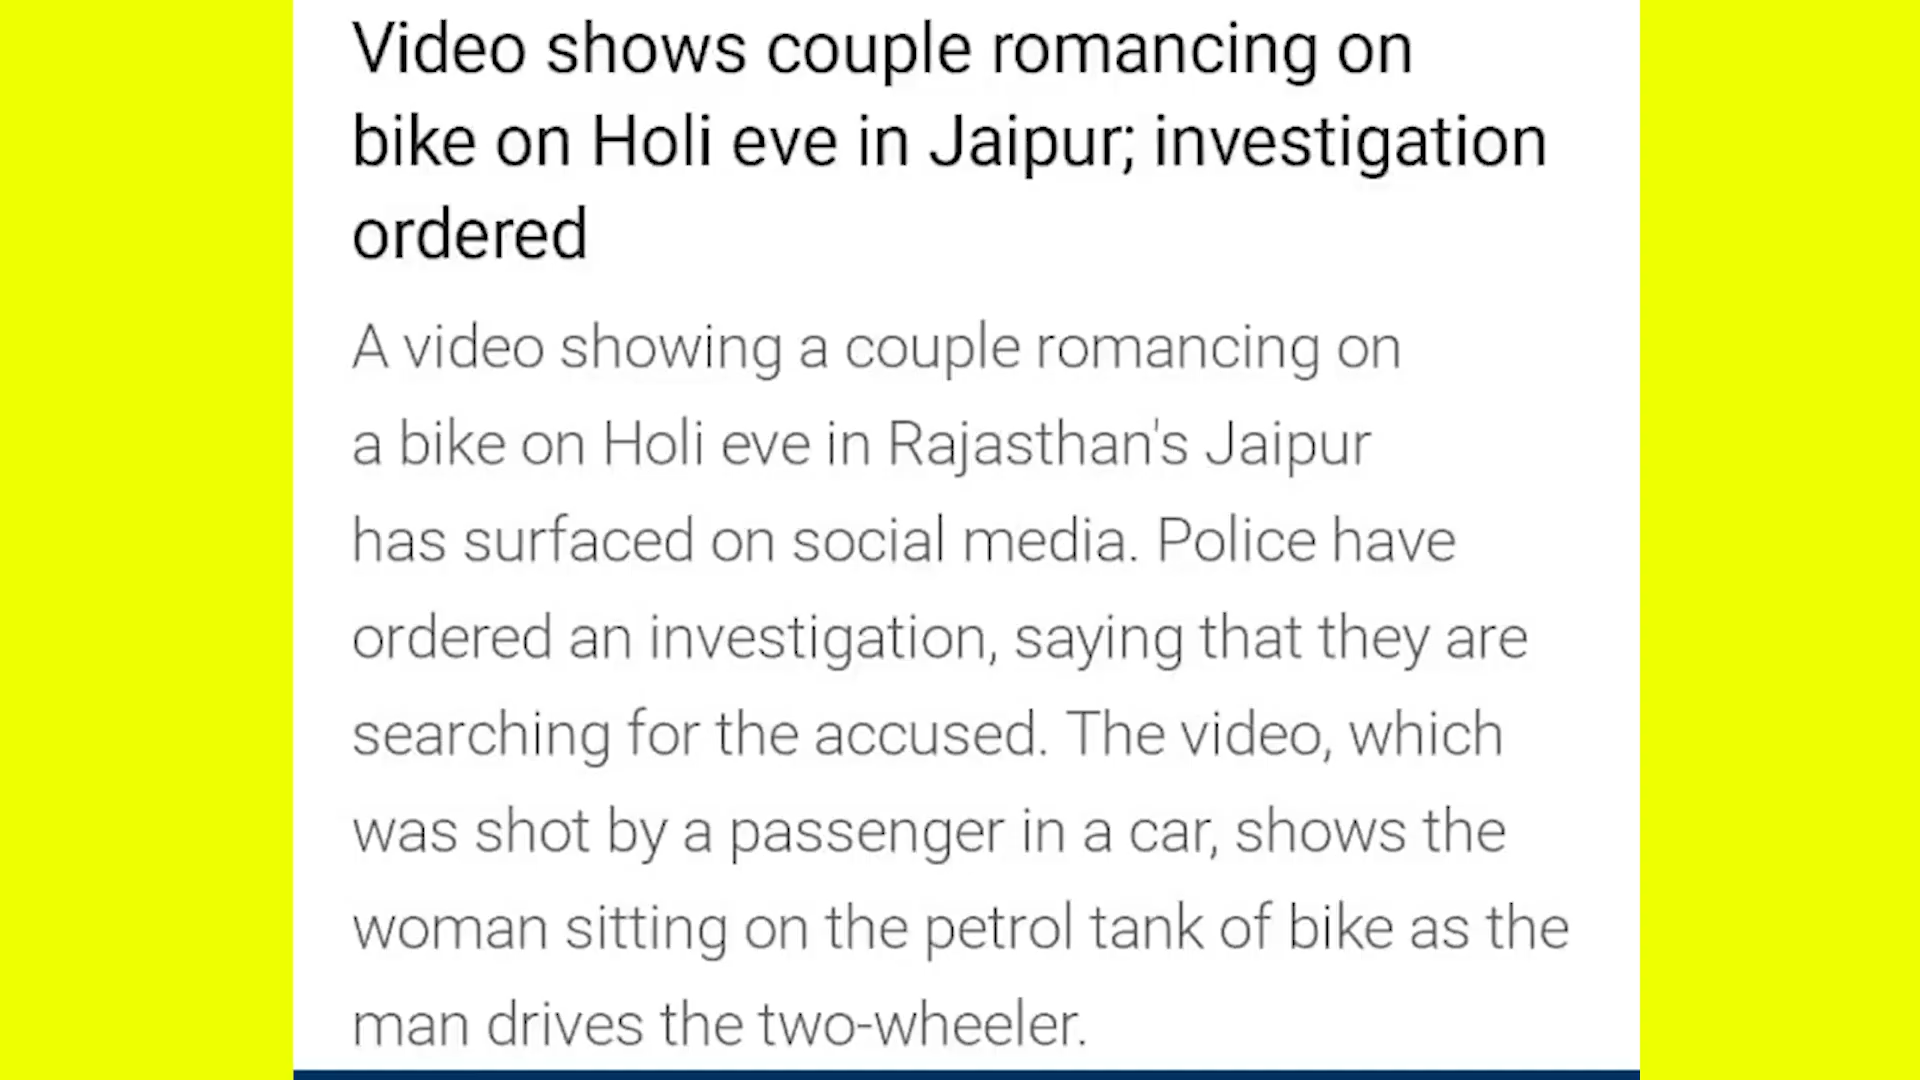 Video shows couple romancing on
bike on Holi eve in Jaipur; investigation
ordered
A video showing a couple romancing on
a bike on Holi eve in Rajasthan's Jaipur
has surfaced on social media. Police have
ordered an investigation, saying that they are
searching for the accused. The video, which
was shot by a passenger in a car, shows the
woman sitting on the petrol tank of bike as the
man drives the two-wheeler.